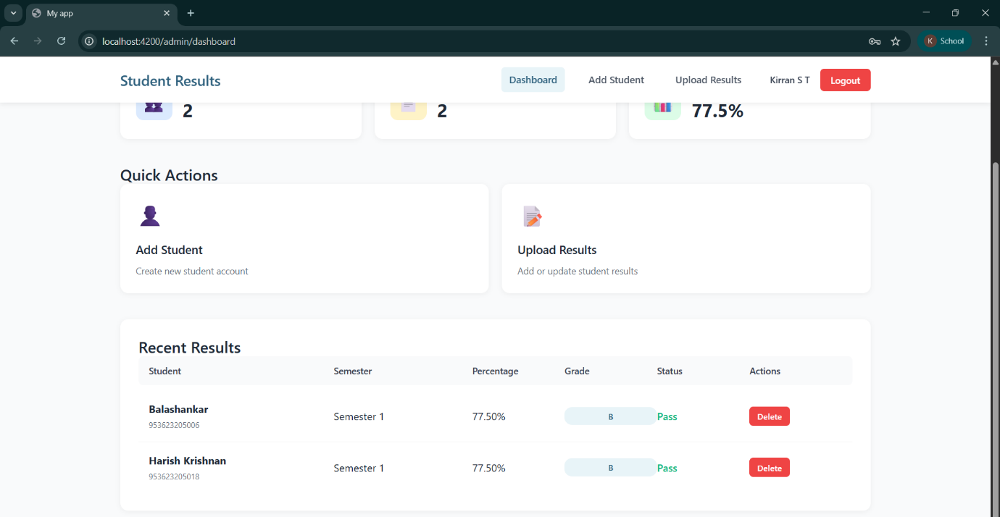 My app
localhost:4200/admin/dashboard
K School
Student Results
Dashboard
Add Student
Upload Results
Kirran S T
Logout
2
2
77.5%
Quick Actions
Add Student
Create new student account
Upload Results
Add or update student results
Recent Results
Student Semester Percentage Grade Status Actions
Balashankar
953623205006
Semester 1 77.50% B Pass Delete
Harish Krishnan
953623205018
Semester 1 77.50% B Pass Delete